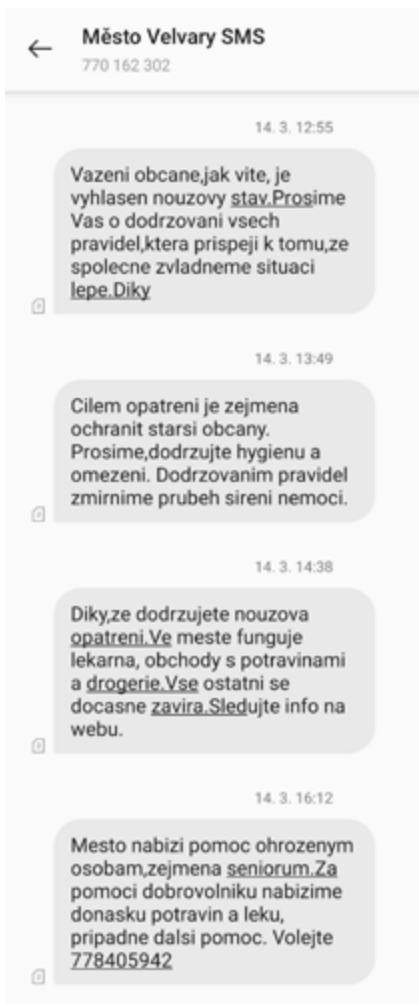 Město Velvary SMS
770 162 302
14. 3. 12:55
Vazeni obcane,jak vite, je
vyhlasen nouzovy stav.Prosime
Vas o dodrzovani vsech
pravidel,ktera prispeji k tomu,ze
spolecne zvladneme situaci
lepe.Diky
14. 3. 13:49
Cilem opatreni je zejmena
ochranit starsi obcany.
Prosime,dodrzujte hygienu a
omezeni. Dodrzovanim pravidel
zmirnime prubeh sireni nemoci.
14. 3. 14:38
Diky,ze dodrzujete nouzova
opatreni.Ve meste funguje
lekarna, obchody s potravinami
a drogerie.Vse ostatni se
docasne zavira.Sledujte info na
webu.
14. 3. 16:12
Mesto nabizi pomoc ohrozenym
osobam,zejmena seniorum.Za
pomoci dobrovolniku nabizime
donasku potravin a leku,
pripadne dalsi pomoc. Volejte
778405942